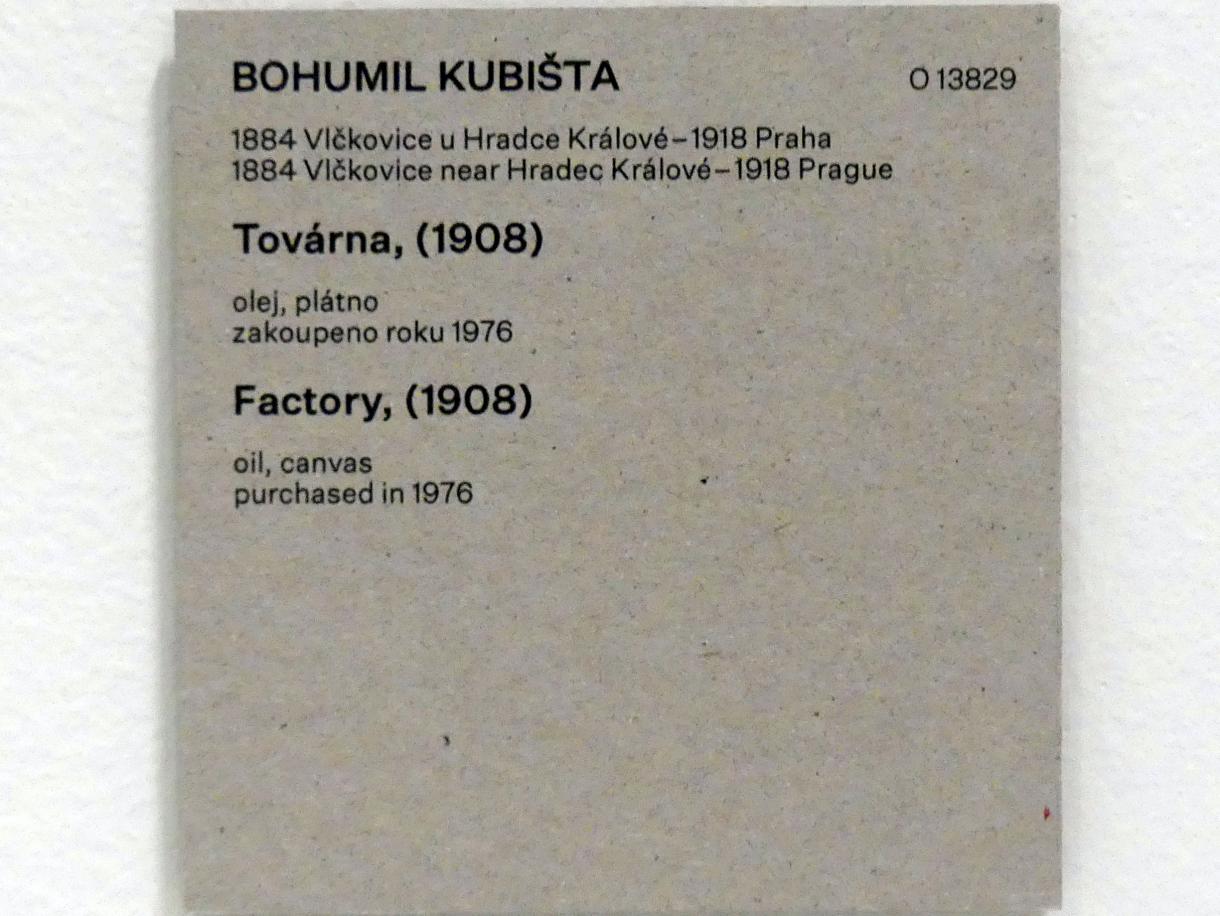 BOHUMIL KUBIŠTA O 13829
1884 Vlčkovice u Hradce Králové–1918 Praha
1884 Vlčkovice near Hradec Králové–1918 Prague
Továrna, (1908)
olej, plátno
zakoupeno roku 1976
Factory, (1908)
oil, canvas
purchased in 1976